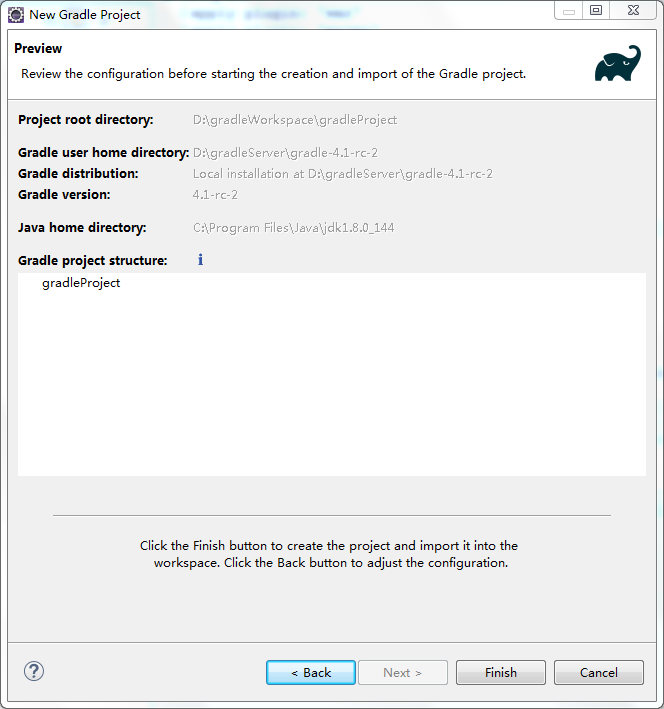 New Gradle Project
Preview
Review the configuration before starting the creation and import of the Gradle project.
Project root directory: D:\gradleWorkspace\gradleProject
Gradle user home directory: D:\gradleServer\gradle-4.1-rc-2
Gradle distribution: Local installation at D:\gradleServer\gradle-4.1-rc-2
Gradle version: 4.1-rc-2
Java home directory: C:\Program Files\Java\jdk1.8.0_144
Gradle project structure:
gradleProject
Click the Finish button to create the project and import it into the
workspace. Click the Back button to adjust the configuration.
< Back Next > Finish Cancel